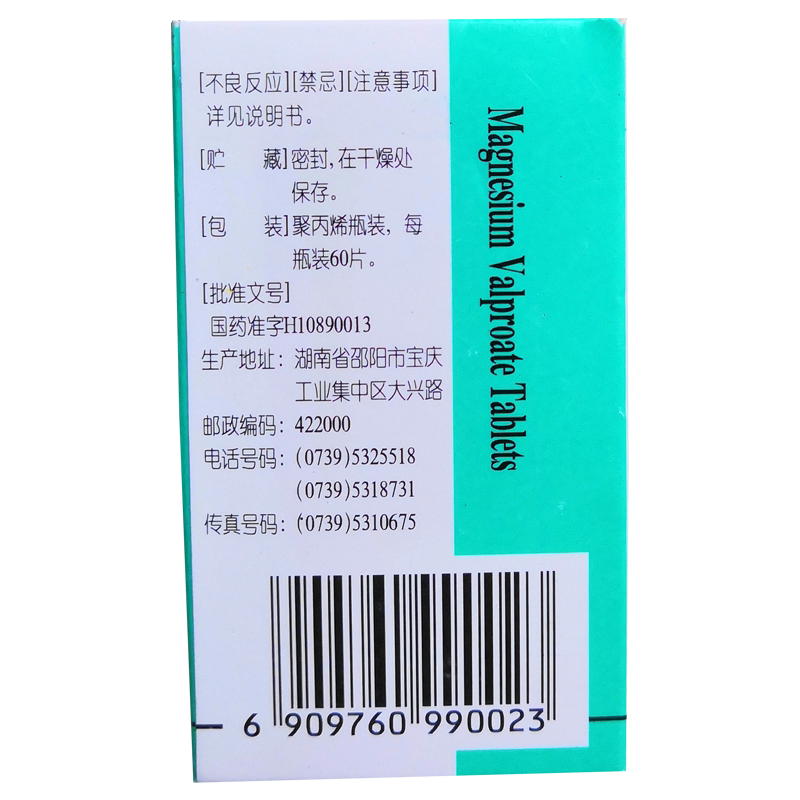 [不良反应][禁忌][注意事项]
详见说明书。
[贮 藏]密封,在干燥处
保存。
[包 装]聚丙烯瓶装,每
瓶装60片。
[批准文号]
国药准字H10890013
生产地址:湖南省邵阳市宝庆
工业集中区大兴路
邮政编码:422000
电话号码:(0739)5325518
(0739)5318731
传真号码:(0739)5310675
Magnesium Valproate Tablets
6 909760 990023